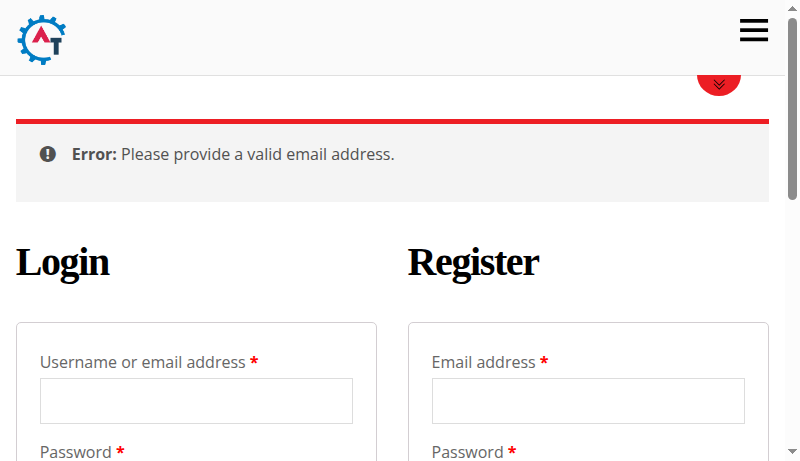 AT
Error: Please provide a valid email address.
Login
Register
Username or email address *
Email address *
Password *
Password *